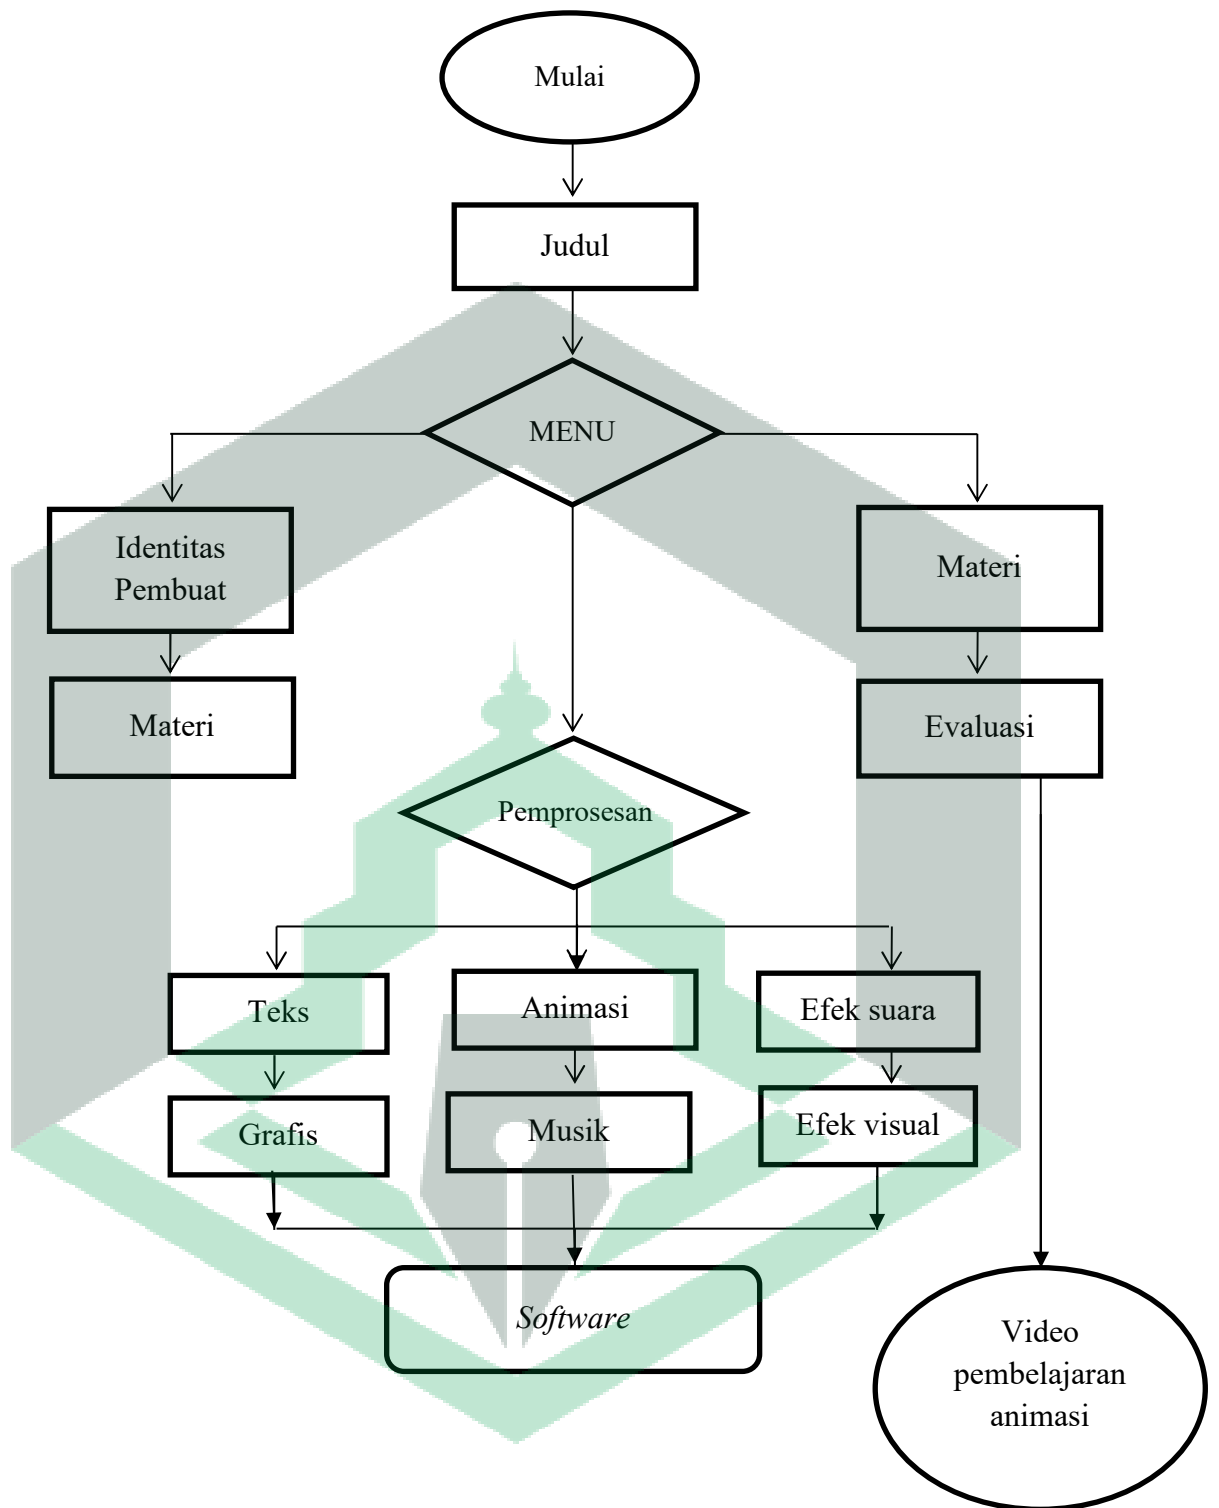 Mulai
Judul
MENU
Identitas
Pembuat
Materi
Materi
Evaluasi
Pemprosesan
Teks
Animasi
Efek suara
Grafis
Musik
Efek visual
Software
Video
pembelajaran
animasi